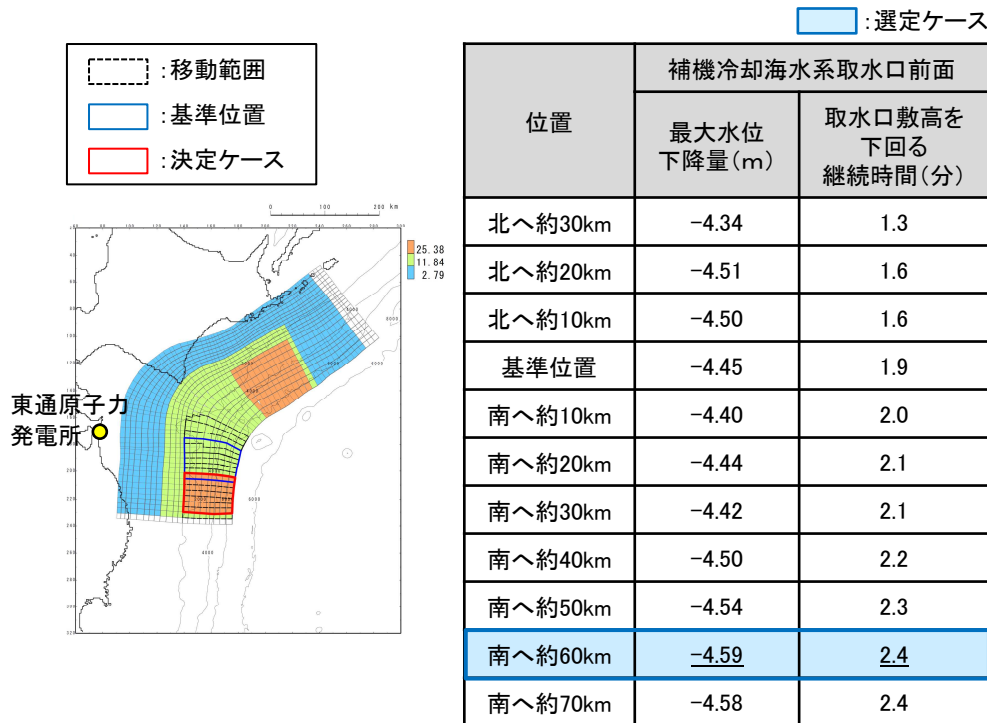 :選定ケース
:移動範囲
:基準位置
:決定ケース
0 100 200 km
25.38
11.84
2.79
東通原子力
発電所
位置 補機冷却海水系取水口前面
最大水位
下降量(m)
取水口敷高を
下回る
継続時間(分)
北へ約30km -4.34 1.3
北へ約20km -4.51 1.6
北へ約10km -4.50 1.6
基準位置 -4.45 1.9
南へ約10km -4.40 2.0
南へ約20km -4.44 2.1
南へ約30km -4.42 2.1
南へ約40km -4.50 2.2
南へ約50km -4.54 2.3
南へ約60km -4.59 2.4
南へ約70km -4.58 2.4